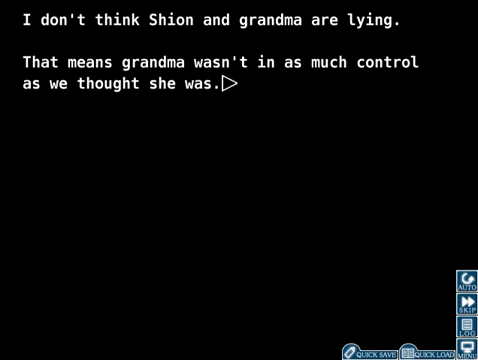 I don't think Shion and grandma are lying.
That means grandma wasn't in as much control
as we thought she was.
AUTO
SKIP
LOG
QUICK SAVE
QUICK LOAD
MENU